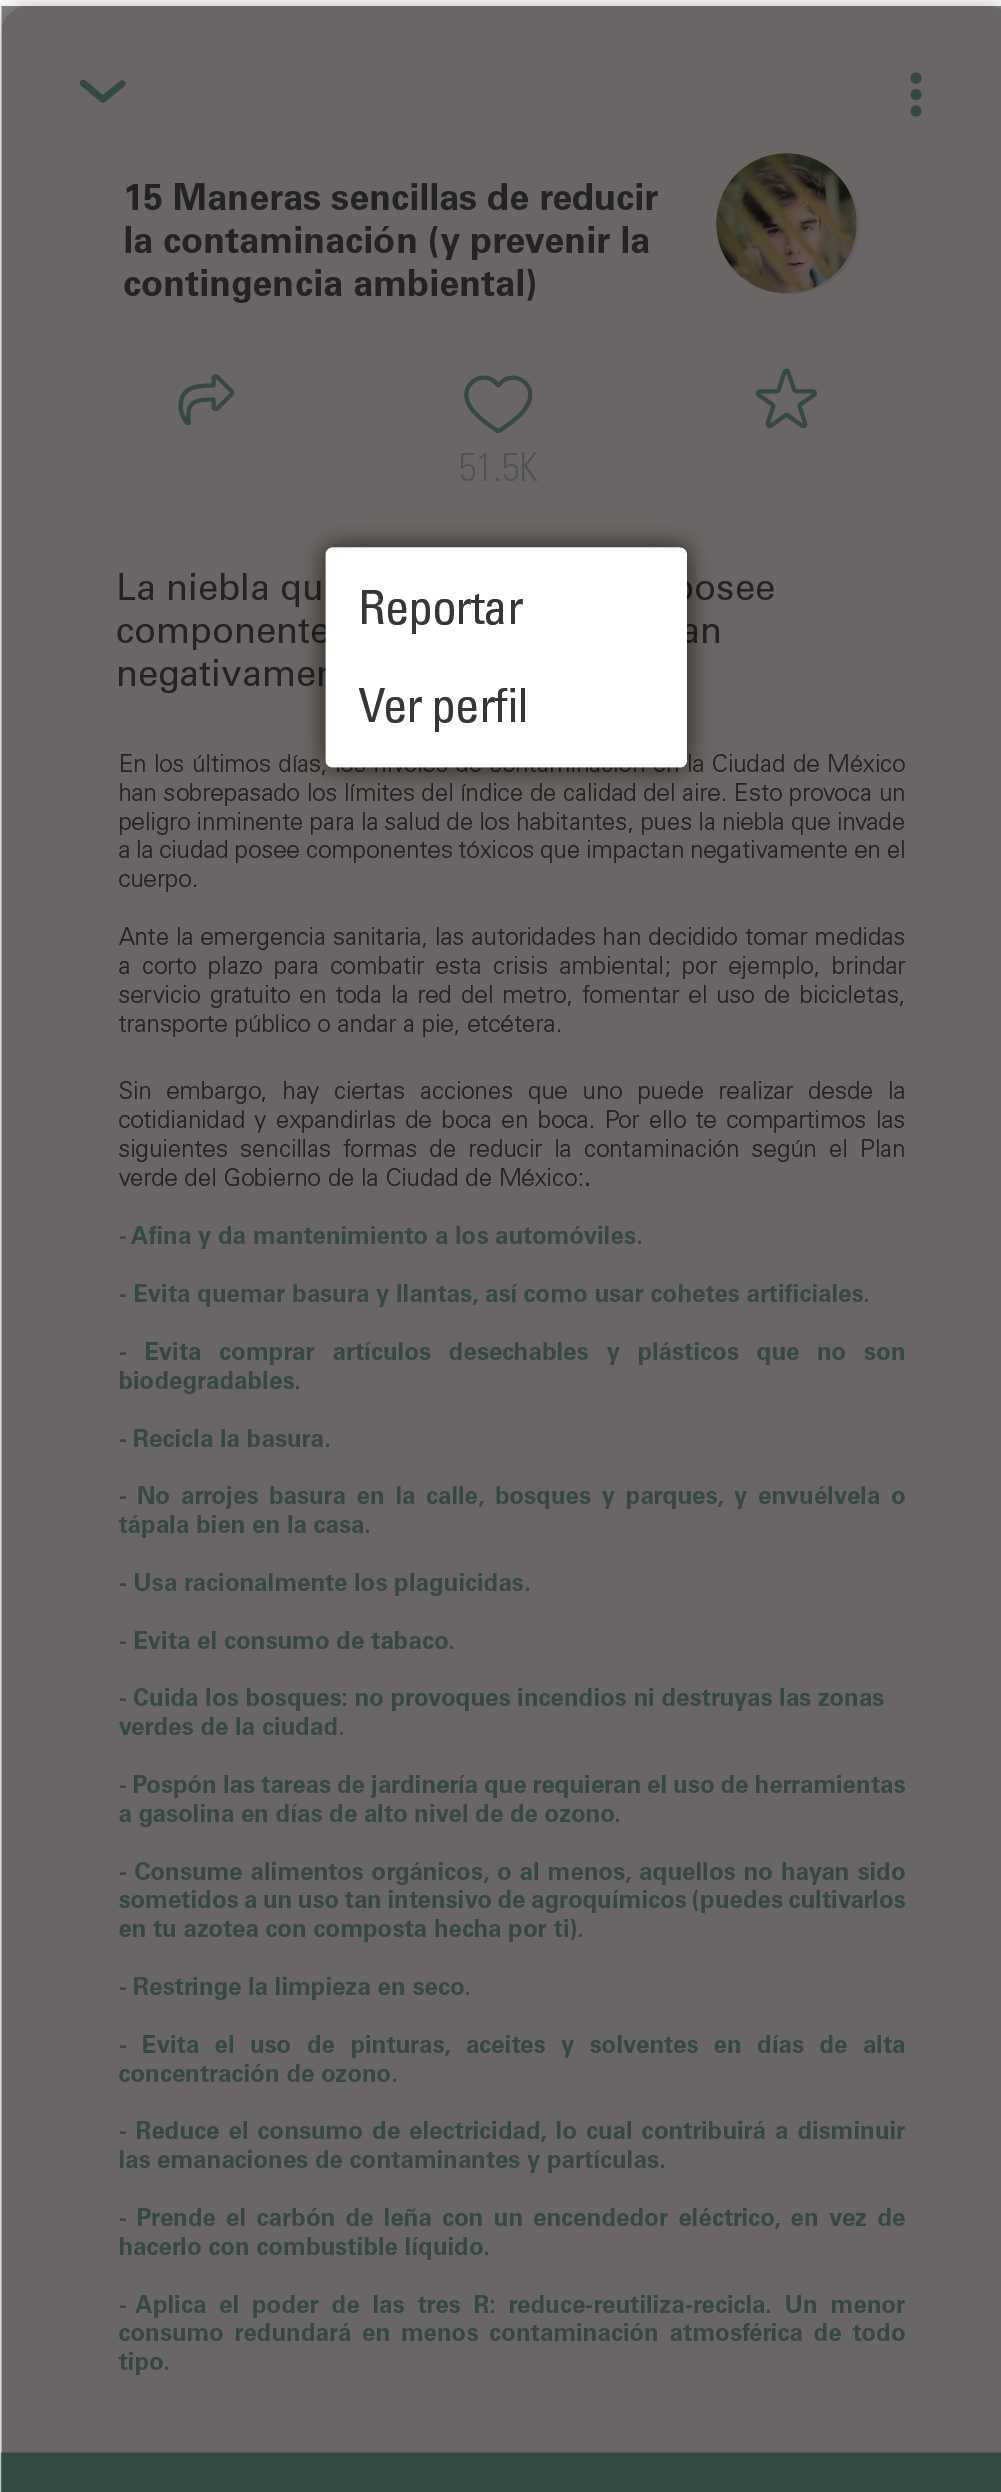 15 Maneras sencillas de reducir
la contaminación (y prevenir la
contingencia ambiental)
51.5K
La niebla
componente
Reportar
Ver perfil
En los últimos días, los niveles de contaminación en la Ciudad de México
han sobrepasado los límites del índice de calidad del aire. Esto provoca un
peligro inminente para la salud de los habitantes, pues la niebla que invade
a la ciudad posee componentes tóxicos que impactan negativamente en el
cuerpo.
Ante la emergencia sanitaria, las autoridades han decidido tomar medidas
a corto plazo para combatir esta crisis ambiental; por ejemplo, brindar
servicio gratuito en toda la red del metro, fomentar el uso de bicicletas,
transporte público o andar a pie, etcétera.
Sin embargo, hay ciertas acciones que uno puede realizar desde la
cotidianidad y expandirlas de boca en boca. Por ello te compartimos las
siguientes sencillas formas de reducir la contaminación según el Plan
verde del Gobierno de la Ciudad de México:.
- Afina y da mantenimiento a los automóviles.
- Evita quemar basura y llantas, así como usar cohetes artificiales.
- Evita comprar artículos desechables y plásticos que no son
biodegradables.
- Recicla la basura.
- No arrojes basura en la calle, bosques y parques, y envuélvela o
tápala bien en la casa.
- Usa racionalmente los plaguicidas.
- Evita el consumo de tabaco.
- Cuida los bosques: no provoques incendios ni destruyas las zonas
verdes de la ciudad.
- Pospón las tareas de jardinería que requieran el uso de herramientas
a gasolina en días de alto nivel de de ozono.
- Consume alimentos orgánicos, o al menos, aquellos no hayan sido
sometidos a un uso tan intensivo de agroquímicos (puedes cultivarlos
en tu azotea con composta hecha por ti).
- Restringe la limpieza en seco.
- Evita el uso de pinturas, aceites y solventes en días de alta
concentración de ozono.
- Reduce el consumo de electricidad, lo cual contribuirá a disminuir
las emanaciones de contaminantes y partículas.
- Prende el carbón de leña con un encendedor eléctrico, en vez de
hacerlo con combustible líquido.
- Aplica el poder de las tres R: reduce-reutiliza-recicla. Un menor
consumo redundará en menos contaminación atmosférica de todo
tipo.